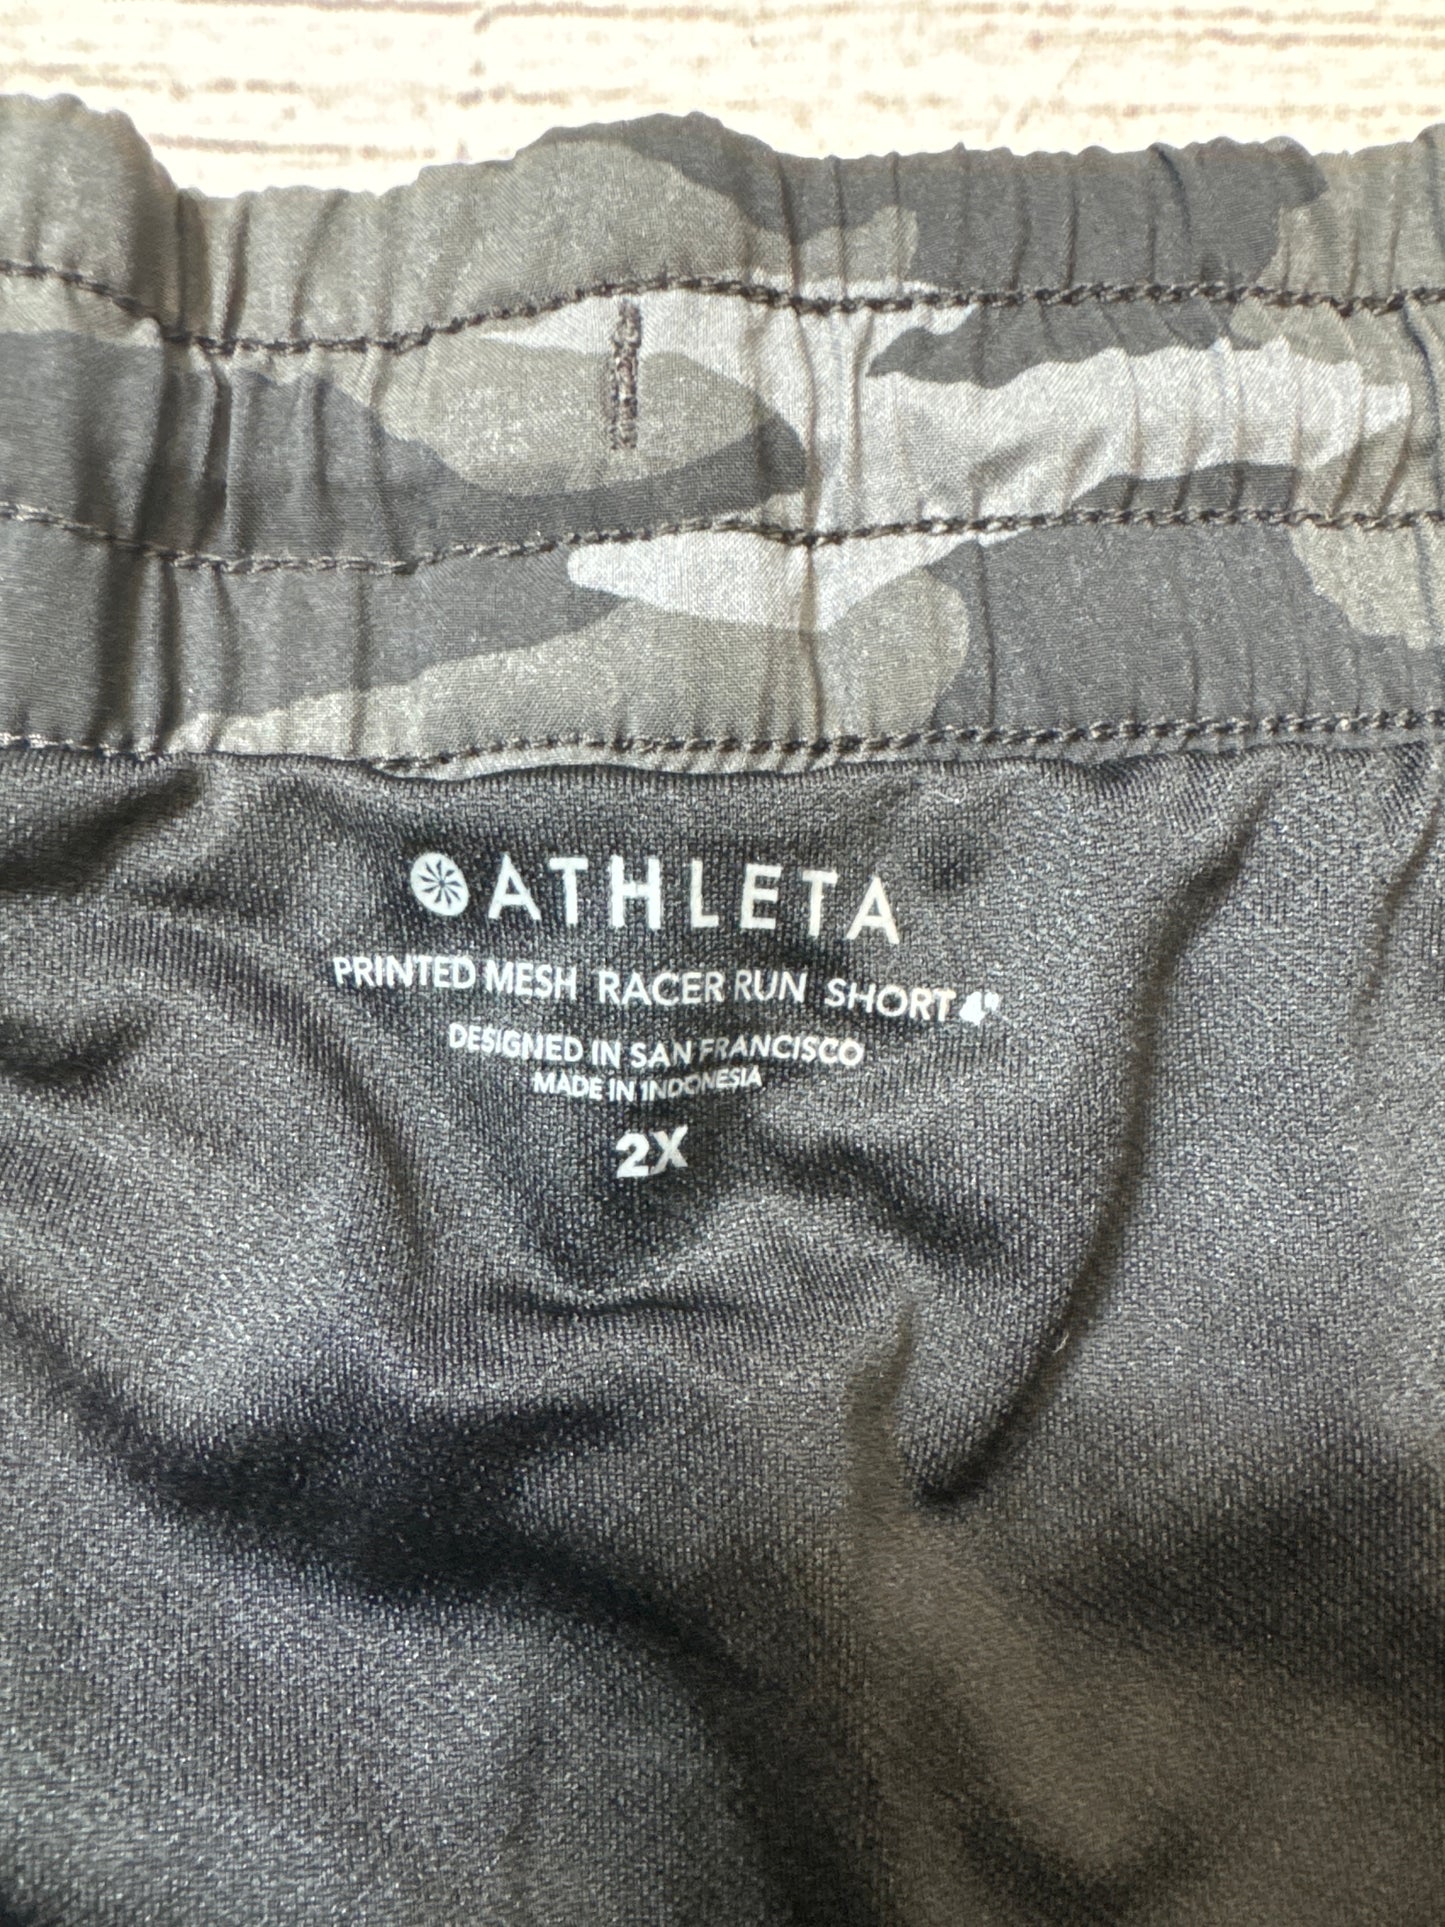 ATHLETA
PRINTED MESH RACER RUN SHORT 4"
DESIGNED IN SAN FRANCISCO
MADE IN INDONESIA
2X